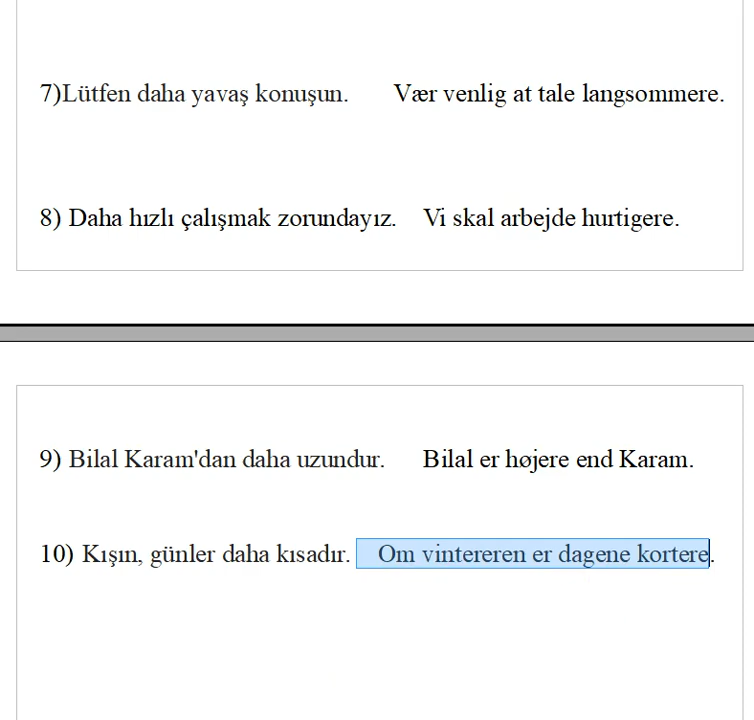 7)Lütfen daha yavaş konuşun. Vær venlig at tale langsommere.
8) Daha hızlı çalışmak zorundayız. Vi skal arbejde hurtigere.
9) Bilal Karam'dan daha uzundur. Bilal er højere end Karam.
10) Kışın, günler daha kısadır. Om vintereren er dagene kortere.